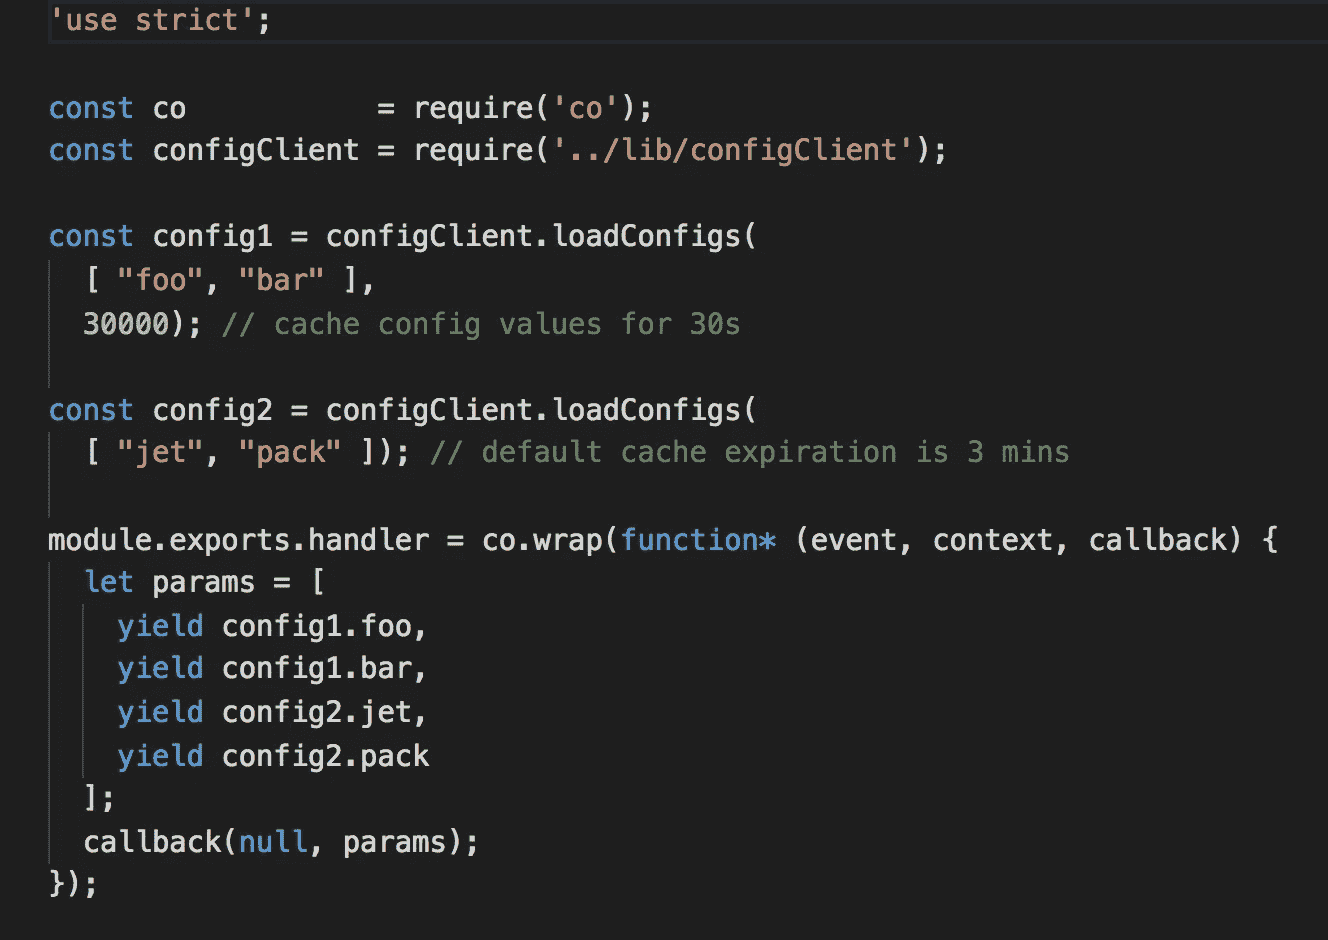 'use strict';
const co           = require('co');
const configClient = require('../lib/configClient');
const config1 = configClient.loadConfigs(
  [ "foo", "bar" ],
  30000); // cache config values for 30s
const config2 = configClient.loadConfigs(
  [ "jet", "pack" ]); // default cache expiration is 3 mins
module.exports.handler = co.wrap(function* (event, context, callback) {
  let params = [
    yield config1.foo,
    yield config1.bar,
    yield config2.jet,
    yield config2.pack
  ];
  callback(null, params);
});